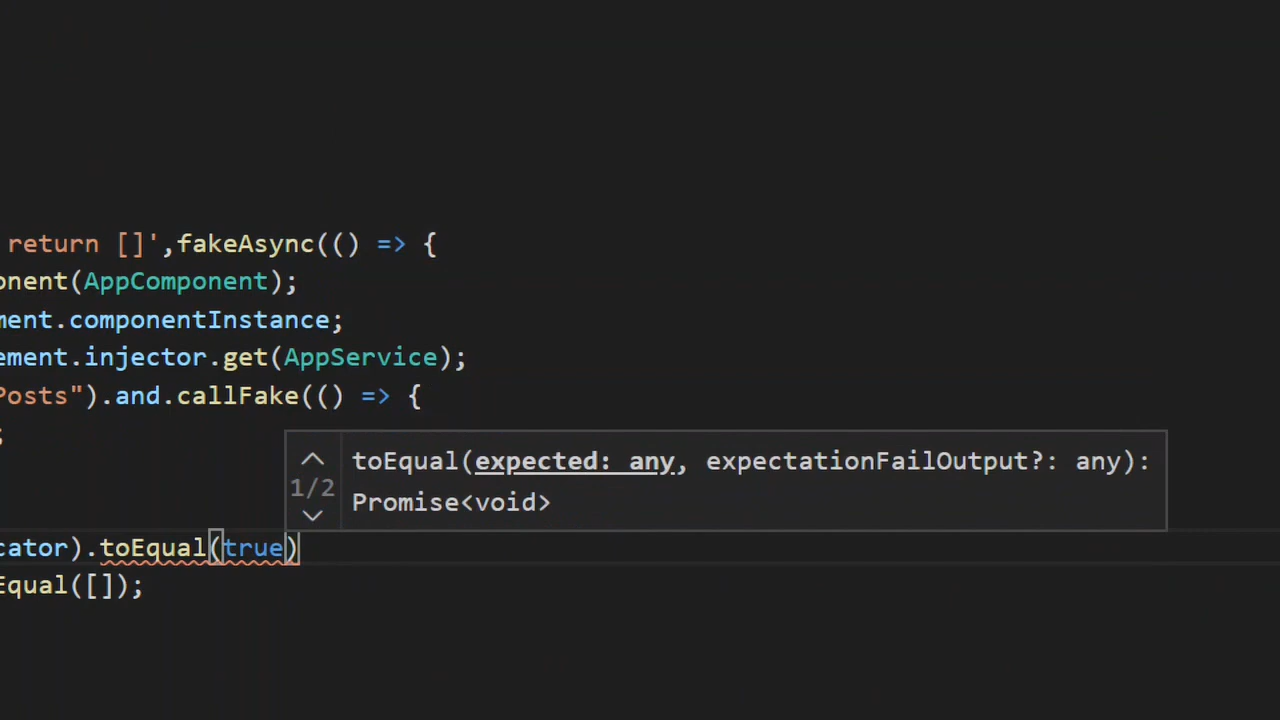 return []',fakeAsync(() => {
onent(AppComponent);
ment.componentInstance;
ement.injector.get(AppService);
Posts").and.callFake(() => {
;
toEqual(expected: any, expectationFailOutput?: any):
1/2
Promise<void>
cator).toEqual(true)
Equal([]);